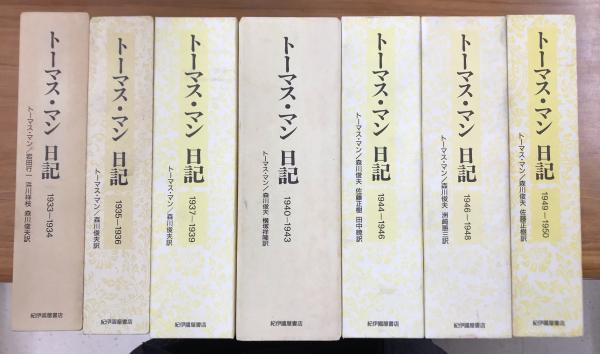 トーマス・マン 日記
1933―1934
トーマス・マン／岩田行一 浜川祥枝 森川俊夫訳
トーマス・マン 日記
1935―1936
トーマス・マン／森川俊夫訳
紀伊國屋書店
トーマス・マン 日記
1937―1939
トーマス・マン／森川俊夫訳
紀伊國屋書店
トーマス・マン 日記
1940―1943
トーマス・マン／森川俊夫 横塚祥隆訳
紀伊國屋書店
トーマス・マン 日記
1944―1946
トーマス・マン／森川俊夫 佐藤正樹 田中暁訳
紀伊國屋書店
トーマス・マン 日記
1946―1948
トーマス・マン／森川俊夫 洲崎惠三訳
紀伊國屋書店
トーマス・マン 日記
1949―1950
トーマス・マン／森川俊夫 佐藤正樹訳
紀伊國屋書店
紀伊國屋書店